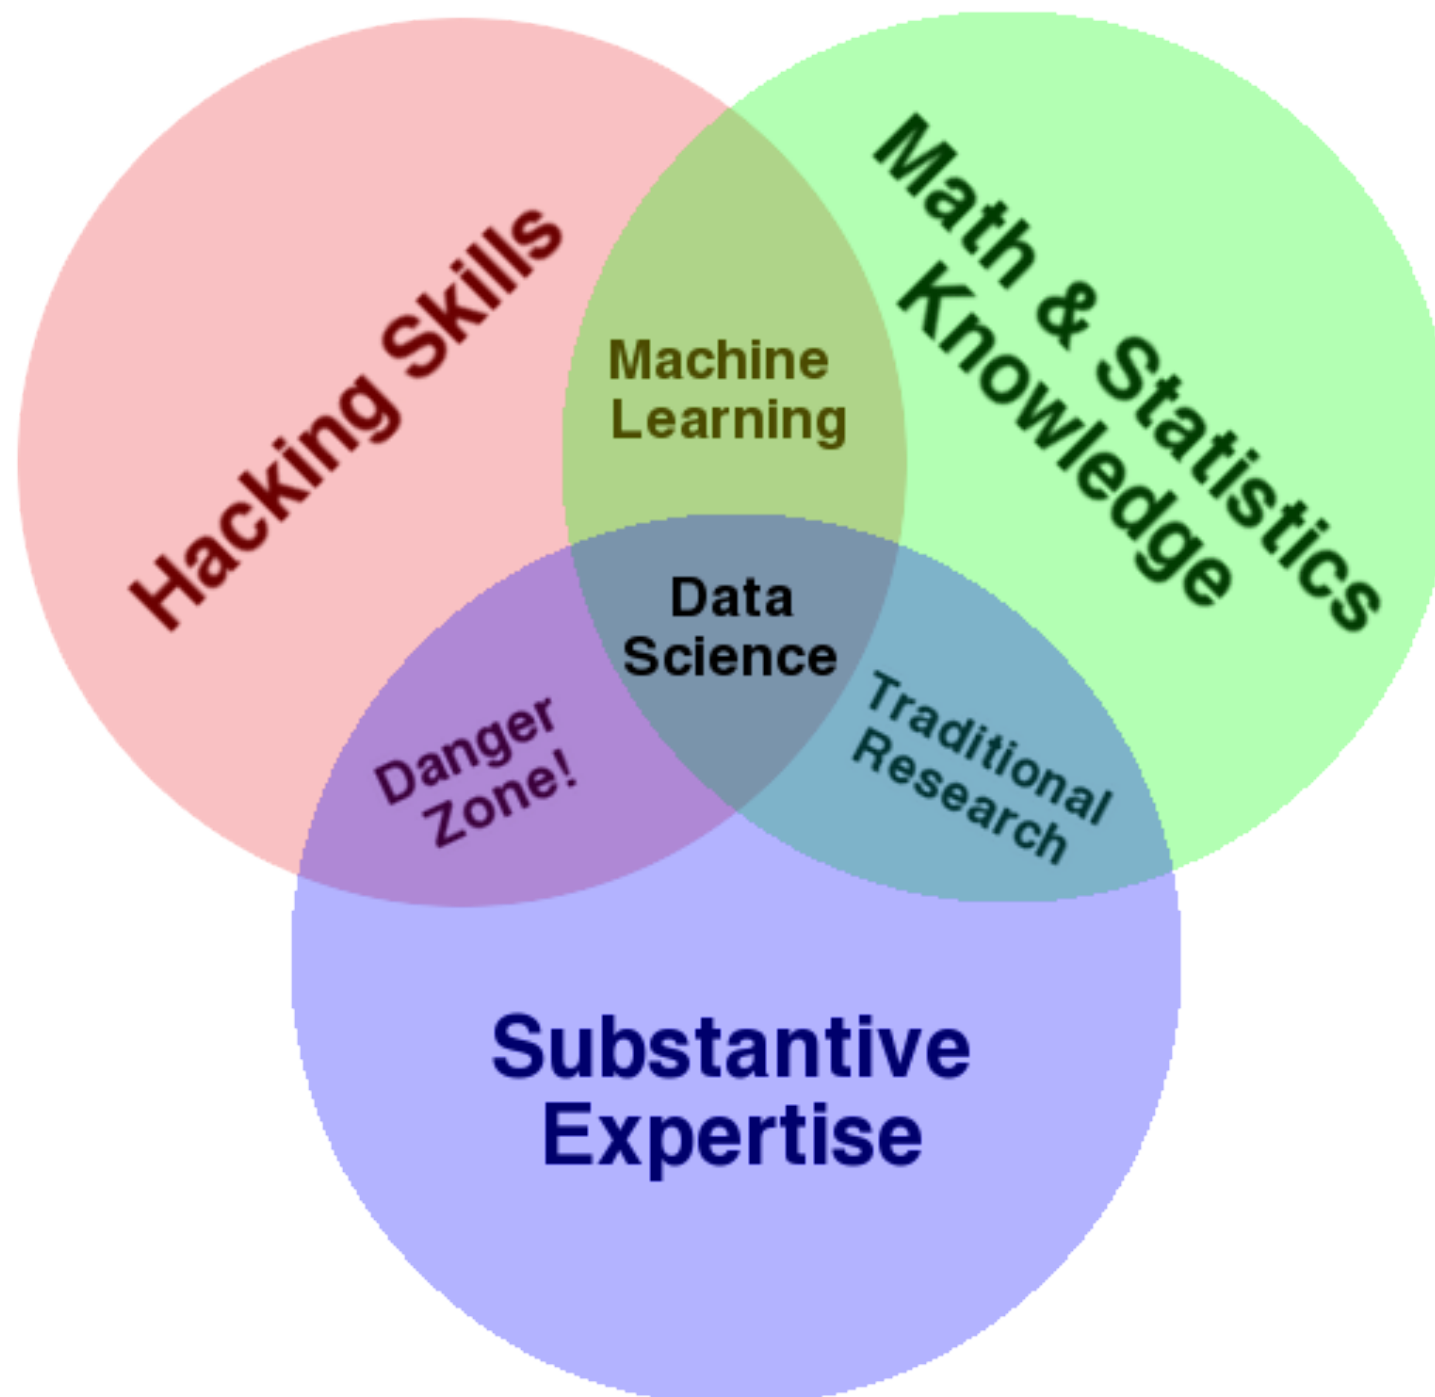 Hacking Skills
Math & Statistics
Knowledge
Machine
Learning
Data
Science
Danger
Zone!
Traditional
Research
Substantive
Expertise